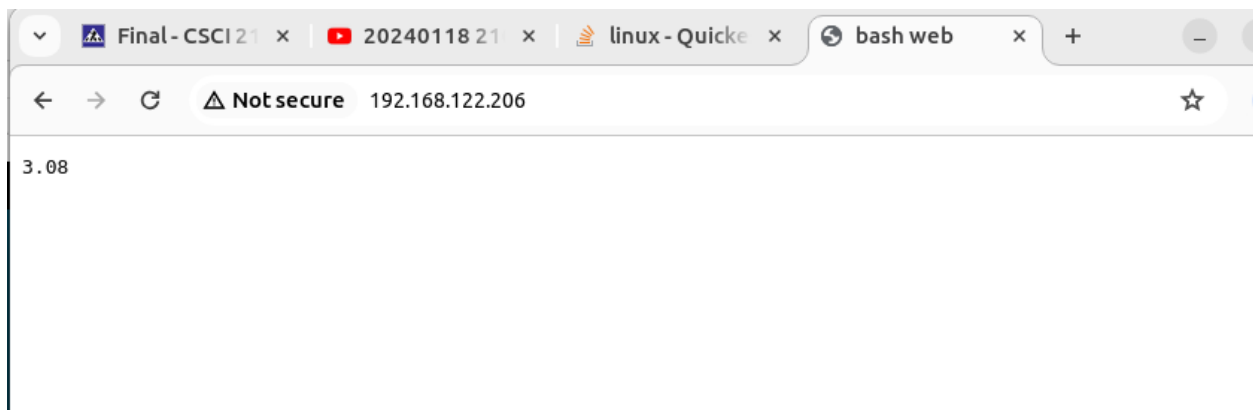 Final - CSCI 21
20240118 21
linux - Quicke
bash web
Not secure 192.168.122.206
3.08